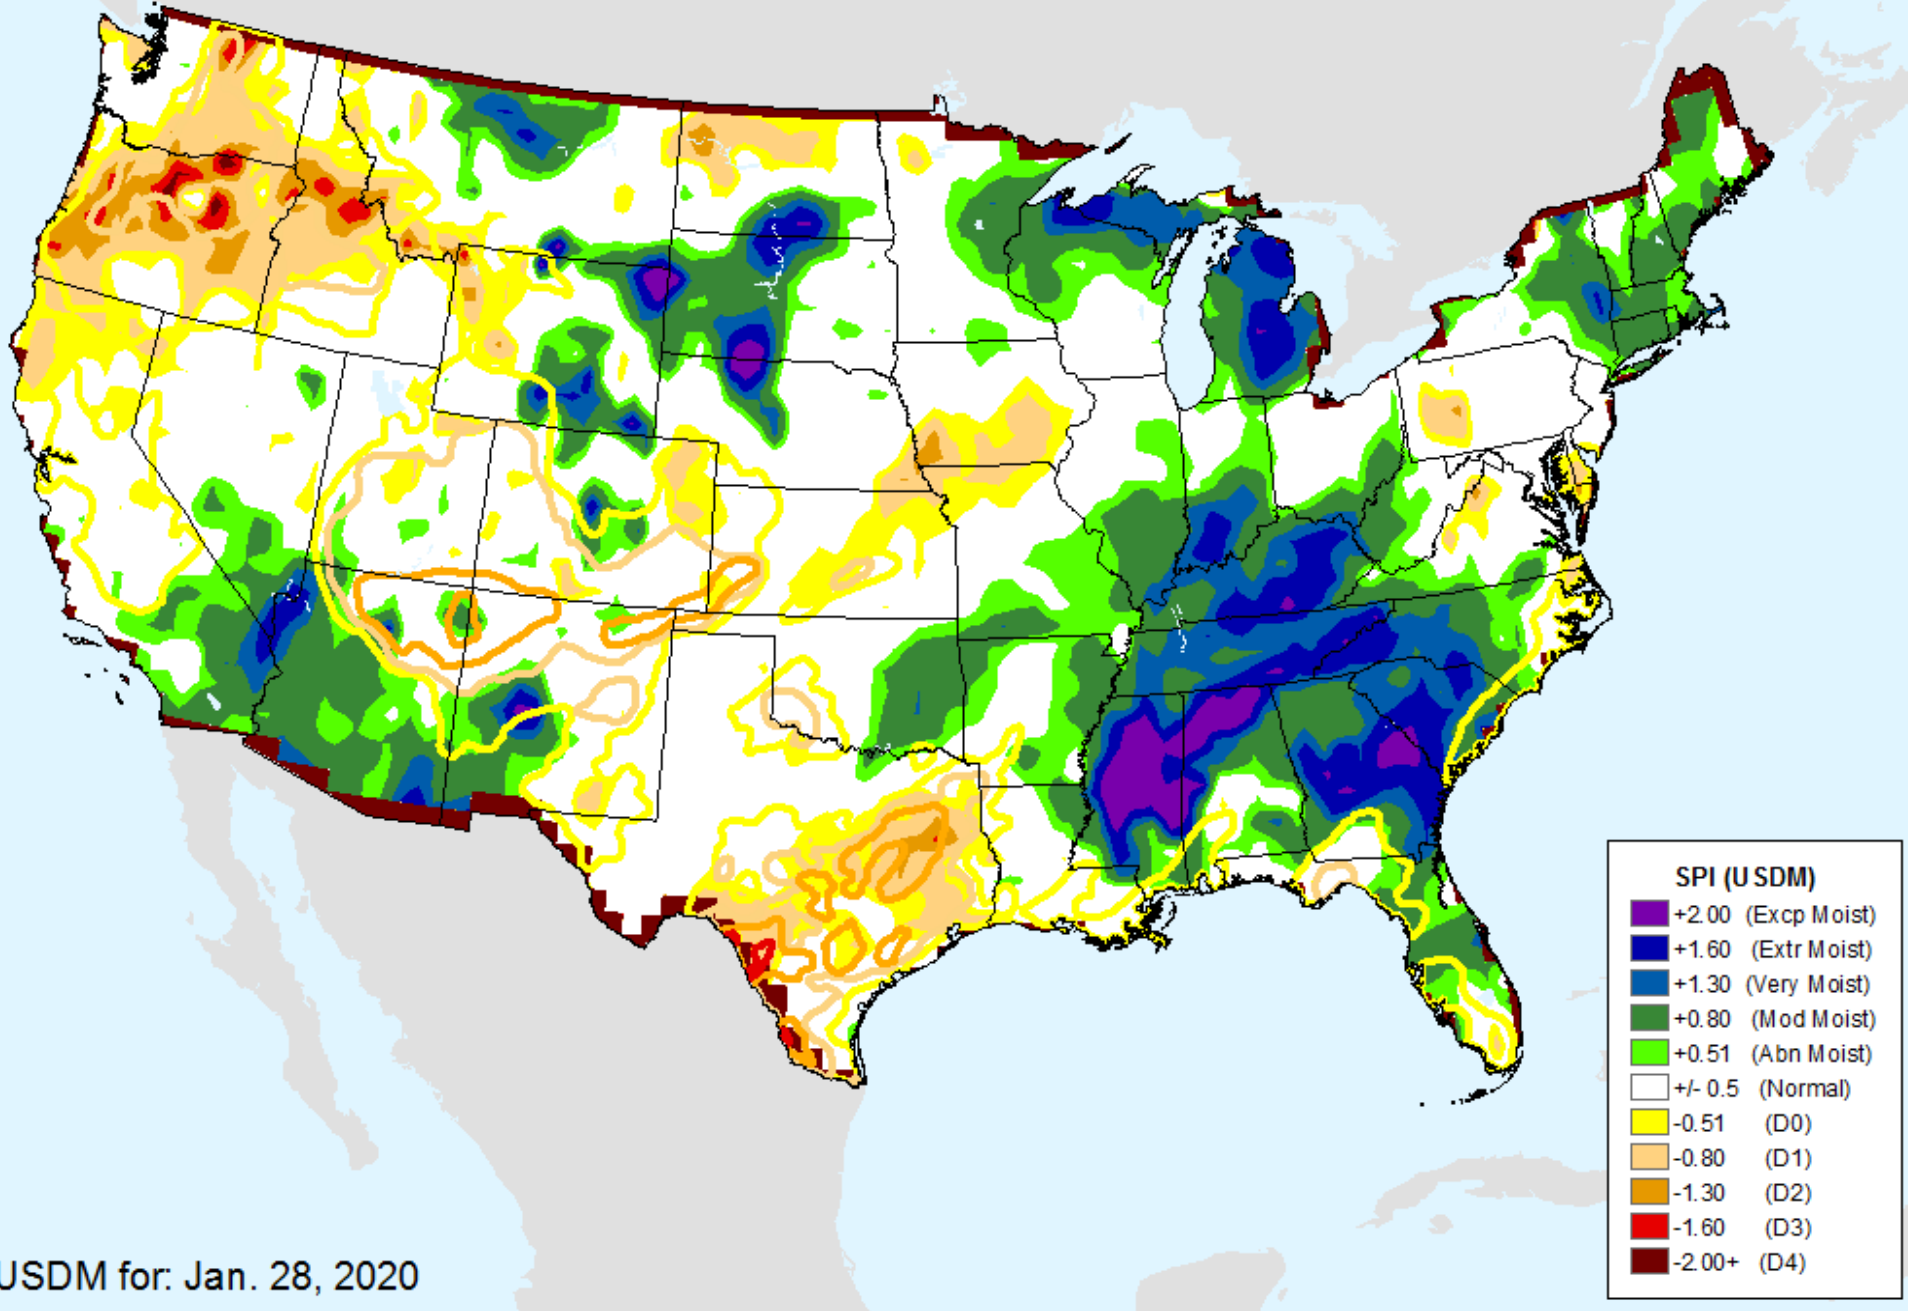 SPI (USDM)
+2.00 (Excp Moist)
+1.60 (Extr Moist)
+1.30 (Very Moist)
+0.80 (Mod Moist)
+0.51 (Abn Moist)
+/- 0.5 (Normal)
-0.51 (D0)
-0.80 (D1)
-1.30 (D2)
-1.60 (D3)
-2.00+ (D4)
USDM for: Jan. 28, 2020